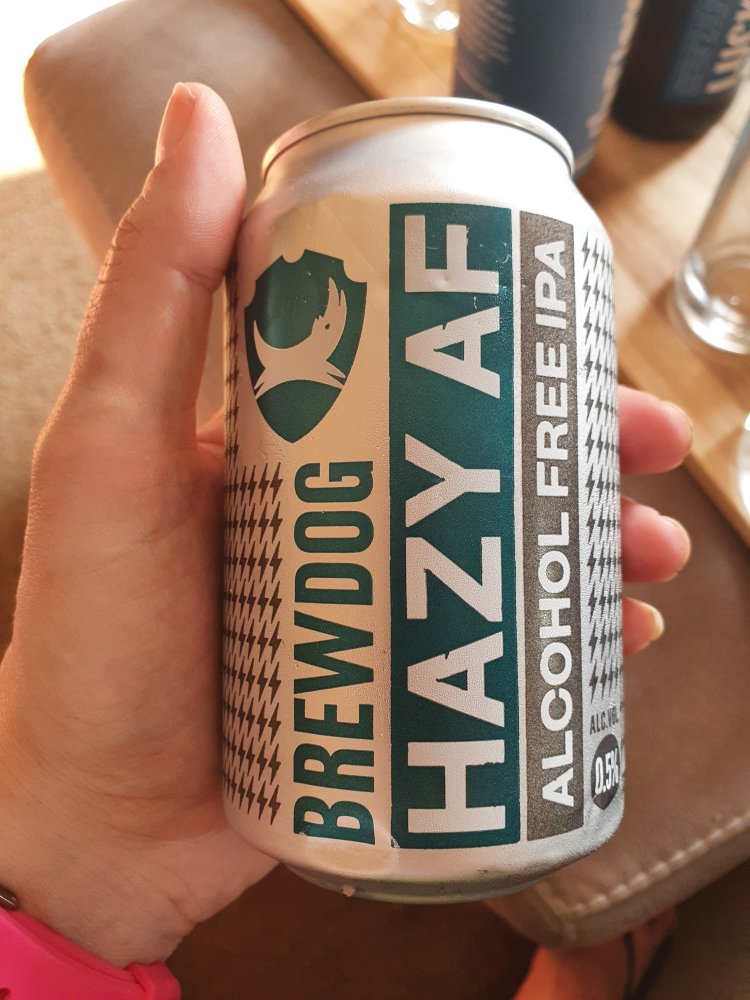 BREWDOG
HAZY AF
ALCOHOL FREE IPA
ALC.VOL
0.5%